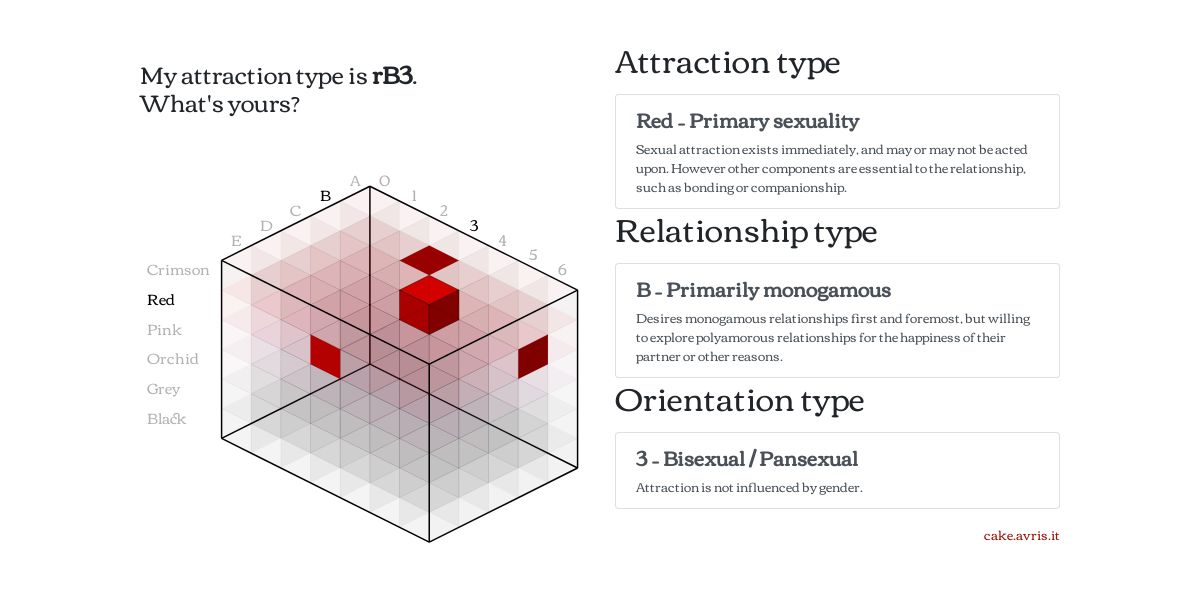 My attraction type is rB3.
What's yours?
A O
B 1
C 2
D 3
E 4
5
6
Crimson
Red
Pink
Orchid
Grey
Black
Attraction type
Red - Primary sexuality
Sexual attraction exists immediately, and may or may not be acted
upon. However other components are essential to the relationship,
such as bonding or companionship.
Relationship type
B - Primarily monogamous
Desires monogamous relationships first and foremost, but willing
to explore polyamorous relationships for the happiness of their
partner or other reasons.
Orientation type
3 - Bisexual / Pansexual
Attraction is not influenced by gender.
cake.avris.it